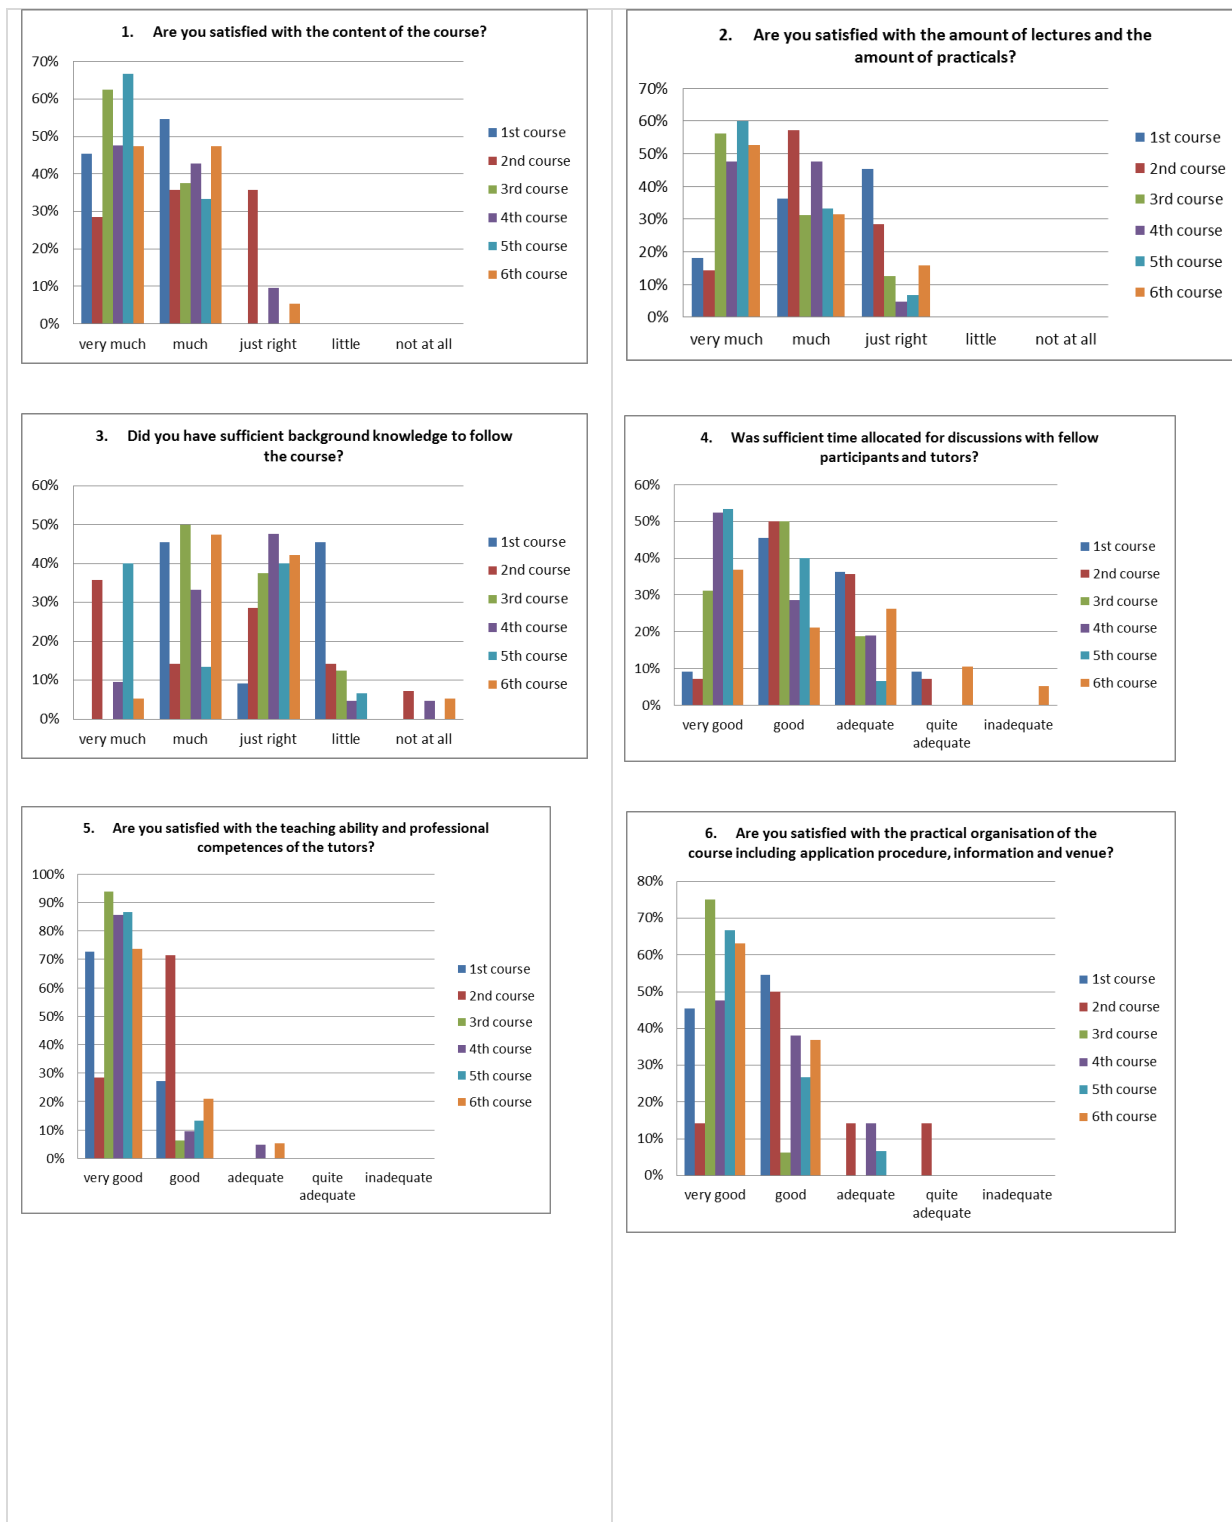 1. Are you satisfied with the content of the course?
70%
60%
50%
40%
30%
20%
10%
0%
very much much just right little not at all
1st course
2nd course
3rd course
4th course
5th course
6th course
2. Are you satisfied with the amount of lectures and the
amount of practicals?
70%
60%
50%
40%
30%
20%
10%
0%
very much much just right little not at all
1st course
2nd course
3rd course
4th course
5th course
6th course
3. Did you have sufficient background knowledge to follow
the course?
60%
50%
40%
30%
20%
10%
0%
very much much just right little not at all
1st course
2nd course
3rd course
4th course
5th course
6th course
4. Was sufficient time allocated for discussions with fellow
participants and tutors?
60%
50%
40%
30%
20%
10%
0%
very good good adequate quite inadequate
adequate
1st course
2nd course
3rd course
4th course
5th course
6th course
5. Are you satisfied with the teaching ability and professional
competences of the tutors?
100%
90%
80%
70%
60%
50%
40%
30%
20%
10%
0%
very good good adequate quite inadequate
adequate
1st course
2nd course
3rd course
4th course
5th course
6th course
6. Are you satisfied with the practical organisation of the
course including application procedure, information and venue?
80%
70%
60%
50%
40%
30%
20%
10%
0%
very good good adequate quite inadequate
adequate
1st course
2nd course
3rd course
4th course
5th course
6th course